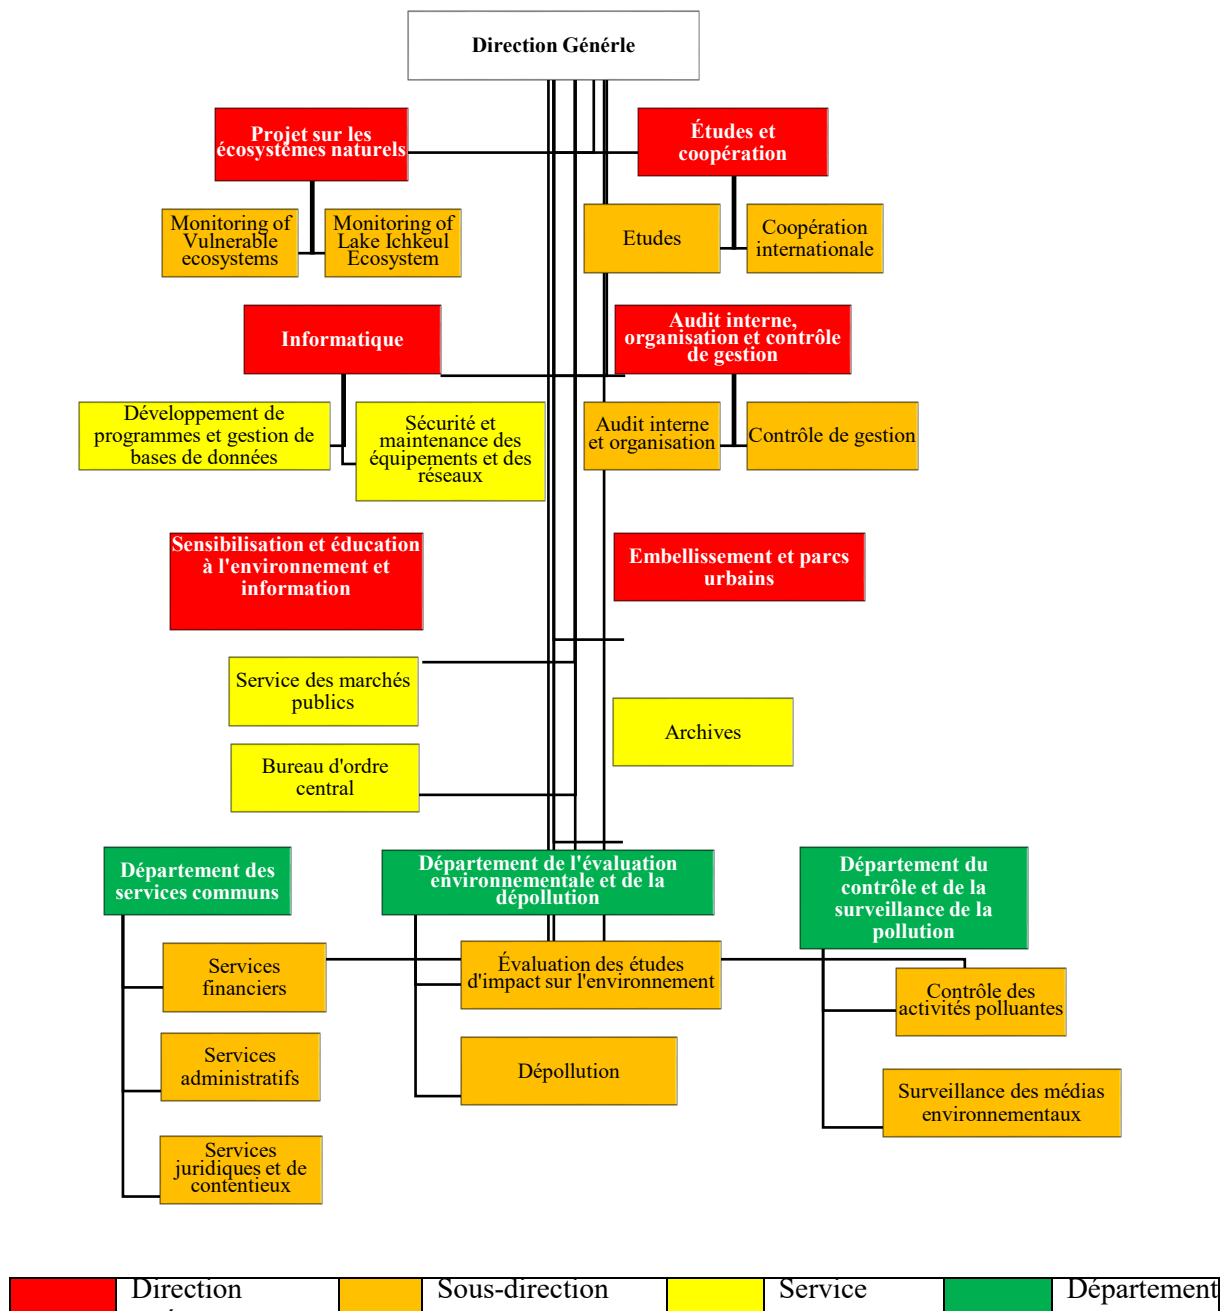 Direction Générle
Projet sur les
écosystèmes naturels
Études et
coopération
Monitoring of
Vulnerable
ecosystems
Monitoring of
Lake Ichkeul
Ecosystem
Etudes
Coopération
internationale
Informatique
Audit interne,
organisation et contrôle
de gestion
Développement de
programmes et gestion de
bases de données
Sécurité et
maintenance des
équipements et des
réseaux
Audit interne
et organisation
Contrôle de gestion
Sensibilisation et éducation
à l'environnement et
information
Embellissement et parcs
urbains
Service des marchés
publics
Archives
Bureau d'ordre
central
Département des
services communs
Département de l'évaluation
environnementale et de la
dépollution
Département du
contrôle et de la
surveillance de la
pollution
Services
financiers
Évaluation des études
d'impact sur l'environnement
Contrôle des
activités polluantes
Services
administratifs
Dépollution
Surveillance des médias
environnementaux
Services
juridiques et de
contentieux
Direction
Sous-direction
Service
Département